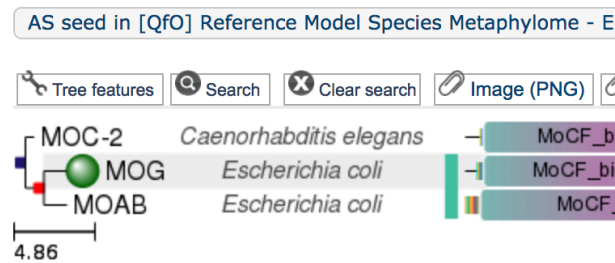 AS seed in [QfO] Reference Model Species Metaphylome - E
Tree features Search Clear search Image (PNG)
MOC-2 Caenorhabditis elegans MoCF_b
MOG Escherichia coli MoCF_bi
MOAB Escherichia coli MoCF_
4.86